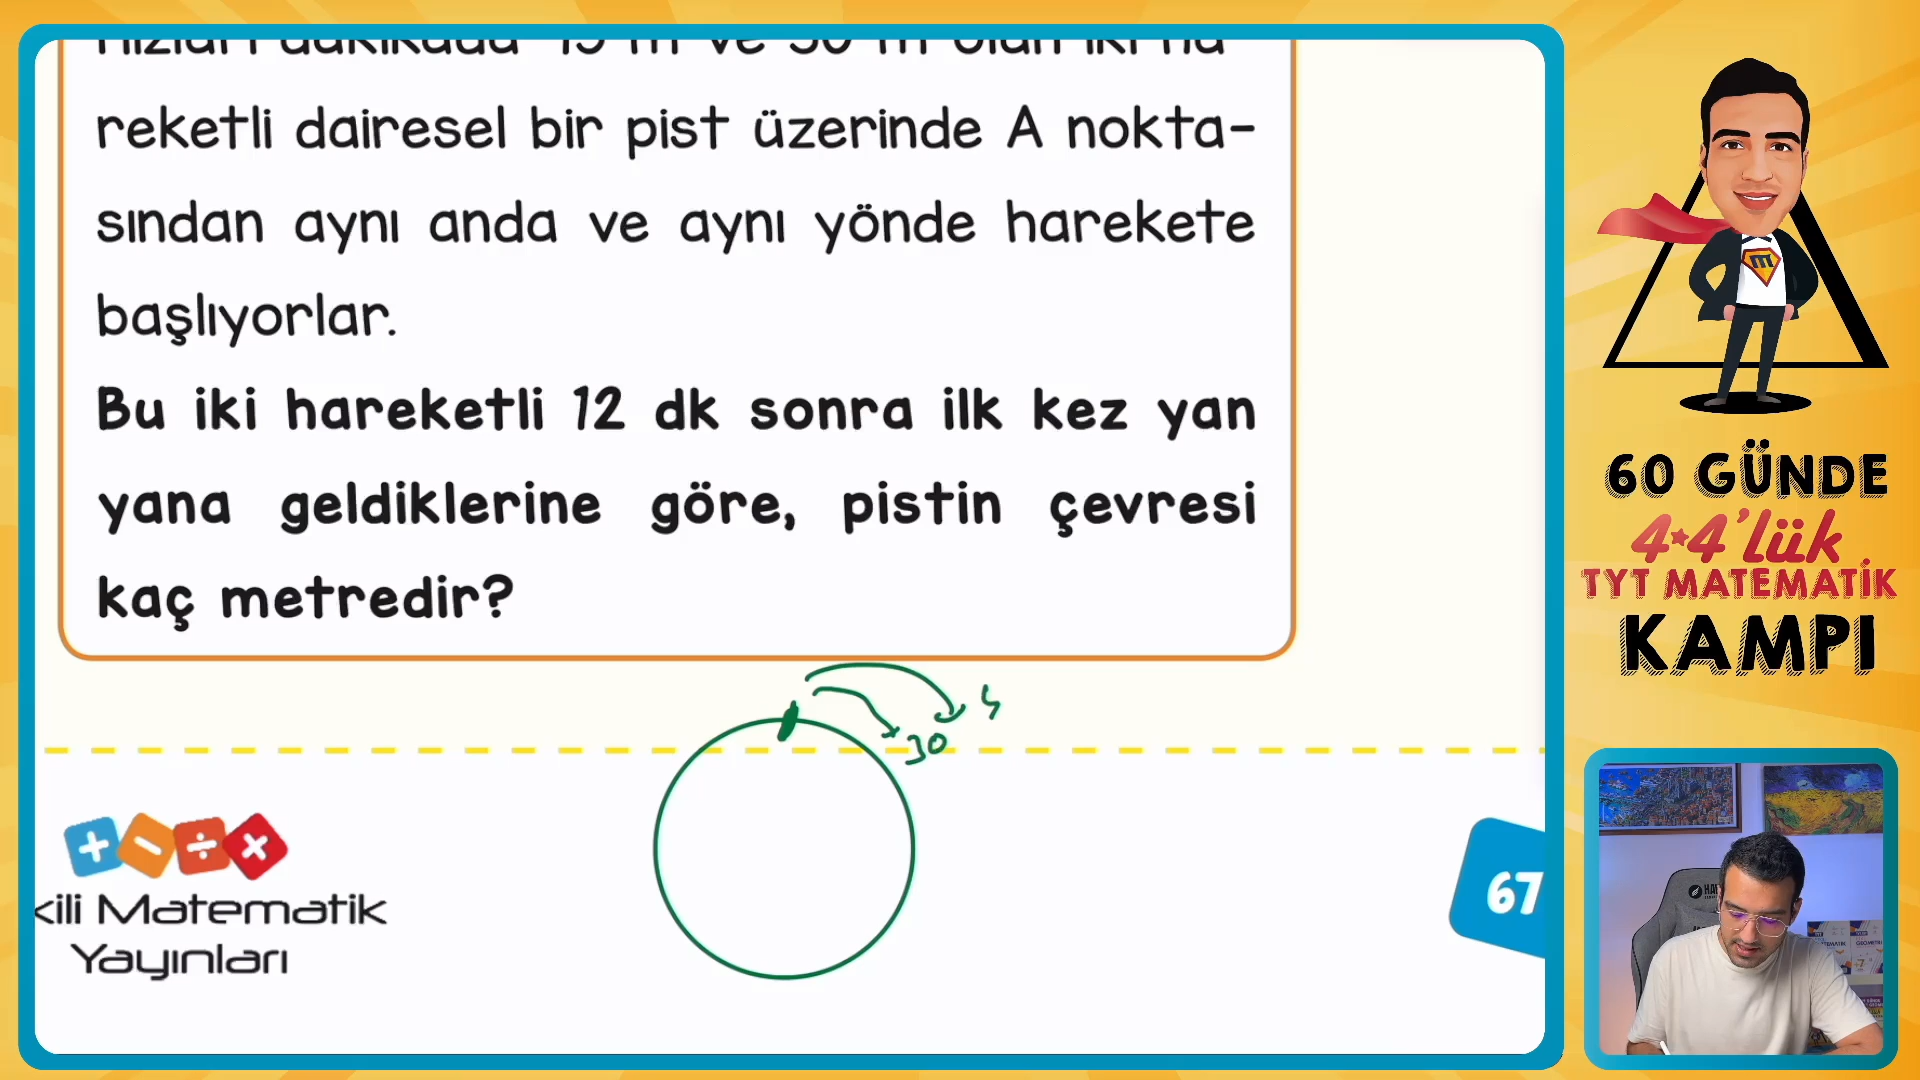 reketli dairesel bir pist üzerinde A nokta-
sından aynı anda ve aynı yönde harekete
başlıyorlar.
Bu iki hareketli 12 dk sonra ilk kez yan
yana geldiklerine göre, pistin çevresi
kaç metredir?
30
+ - ÷ ×
kili Matematik
Yayınları
67
m
60 GÜNDE
4★4'lük
TYT MATEMATİK
KAMPI